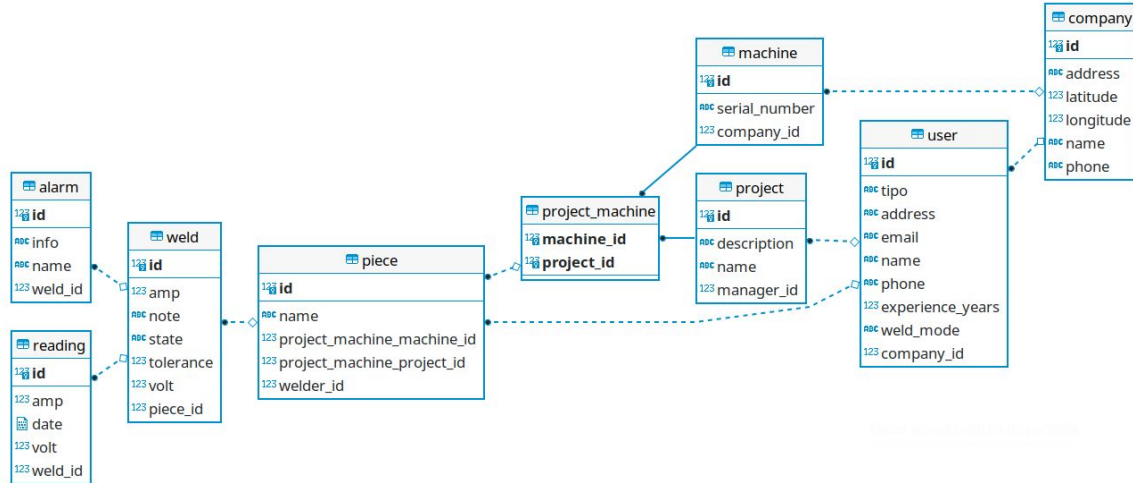 company
id
address
latitude
longitude
name
phone
machine
id
serial_number
company_id
user
id
tipo
address
email
name
phone
experience_years
weld_mode
company_id
project
id
description
name
manager_id
project_machine
machine_id
project_id
piece
id
name
project_machine_machine_id
project_machine_project_id
welder_id
weld
id
amp
note
state
tolerance
volt
piece_id
alarm
id
info
name
weld_id
reading
id
amp
date
volt
weld_id